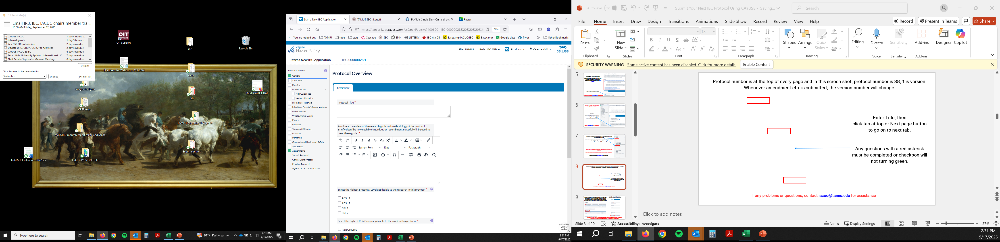 15 Reminder(s)
Email IRB, IBC, IACUC chairs member trai...
10:00 AM Friday, September 12, 2025
CAYUSE IACUC 1 day 4 hours o...
internal grants 1 day 5 hours o...
Ke - NSF ERI submission 2 days overdue
Update URG, URDA, UCPG for next year 2 days overdue
CAYUSE IACUC & IBC 6 days overdue
Texas A&M University System - International - C... 7 days overdue
Staff Senate September General Meeting 8 days overdue
Dismiss
Click Snooze to be reminded in:
5 minutes
Snooze
Dismiss All
OIT
SUPPORT
OIT Support
ibc
Recycle Bin
IP address for WebFocus, 11.8.2024
iacuc
images for flyers
Kidd, CAYUSE UAT
irb
ORSP misc
FAMIS Reports for URC grants
MAESTRO monthly report Marta and Sanaa
Export controls
Kidd Self Evaluation 9.16.2025
Kidd, CAYUSE UAT_files
Type here to search
91°F Partly sunny
2:31 PM
9/17/2025
Start a New IBC Application
TAMUS SSO : Logoff
TAMIU :: Single Sign-On to all you
Roster
https://tamiur4.uat.cayuse.com/esOpenPage.wc?400620~IBC-00000028%20%20%20%2
80%
You are logged out.
TAMIU
tools
stats
Cascade
SSO
SPIN
LISTSERV
IBC risk DB
Basecamp IACUC/IBC
Basecamp
Google class
Pivot
Other Bookmarks
cayuse
Hazard Safety
Site: TAMIU
Role: IBC Office
Products
Celeste Kidd
cayuse
Start a New IBC Application
IBC-00000028 1
Table of Contents
Options
Overview
Funding
Nucleic Acids
NIH Guidelines
Vectors/Plasmids
Biological Materials
Infectious Agents/Microorganisms
Nanoparticles
Whole Animal Work
Plants
Facilities
Transport/Shipping
Dual Use
Personnel
Occupational Health and Safety
Assurance
Attachments
Submit Protocol
Cancel Draft Protocol
Preview Protocol
Agents on IACUC Protocols
Protocol Overview
Overview
Protocol Title *
Provide an overview of the research goals and methodology of the protocol.
Briefly describe how each biohazardous or recombinant material will be used to
meet these goals. *
System Font
10pt
Paragraph
Select the highest Biosafety Level applicable to the research in this protocol *
ABSL 1
ABSL 2
BSL 1
BSL 2
Select the highest Risk Group applicable to the work in this protocol *
Risk Group 1
Resource
Center
badge
2:31 PM
9/17/2025
AutoSave
On
Submit Your Next IBC Protocol Using CAYUSE • Saving...
Search
File
Home
Insert
Draw
Design
Transitions
Animations
Slide Show
Record
Review
View
Help
Record
Present in Teams
Share
Paste
Clipboard
New
Slide
Slides
18
Font
Paragraph
Shapes
Arrange
Quick
Styles
Drawing
Editing
Dictate
Voice
Sensitivity
Sensitivity
Add-ins
Add-ins
Designer
Copilot
SECURITY WARNING
Some active content has been disabled. Click for more details.
Enable Content
5
6
7
8
9
Protocol number is at the top of every page and in this screen shot, protocol number is 38, 1 is version.
Whenever amendment etc. is submitted, the version number will change.
Enter Title, then
click tab at top or Next page button
to go on to next tab.
Any questions with a red asterisk
must be completed or checkbox will
not turning green.
If any problems or questions, contact iacuc@tamiu.edu for assistance
Click to add notes
Slide 8 of 20
Accessibility: Investigate
Notes
Display Settings
37%
2:31 PM
9/17/2025